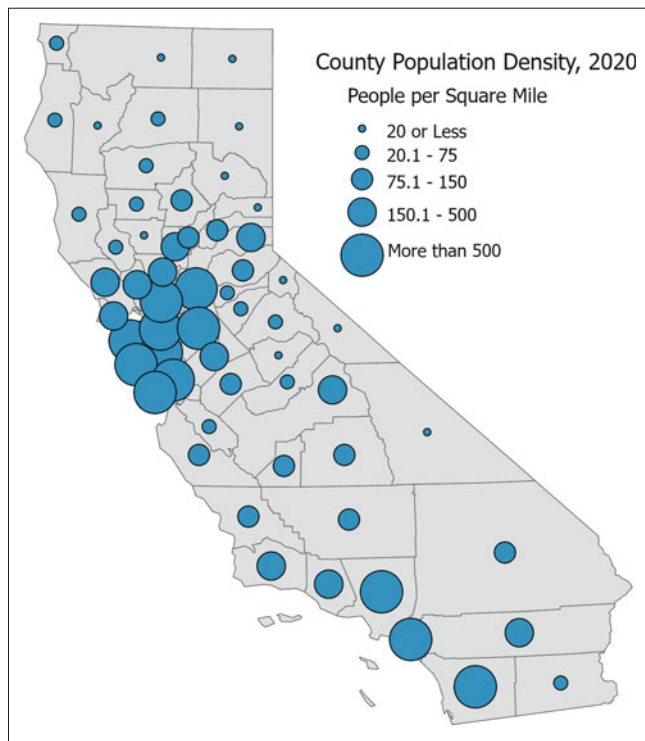 County Population Density, 2020
People per Square Mile
20 or Less
20.1 - 75
75.1 - 150
150.1 - 500
More than 500